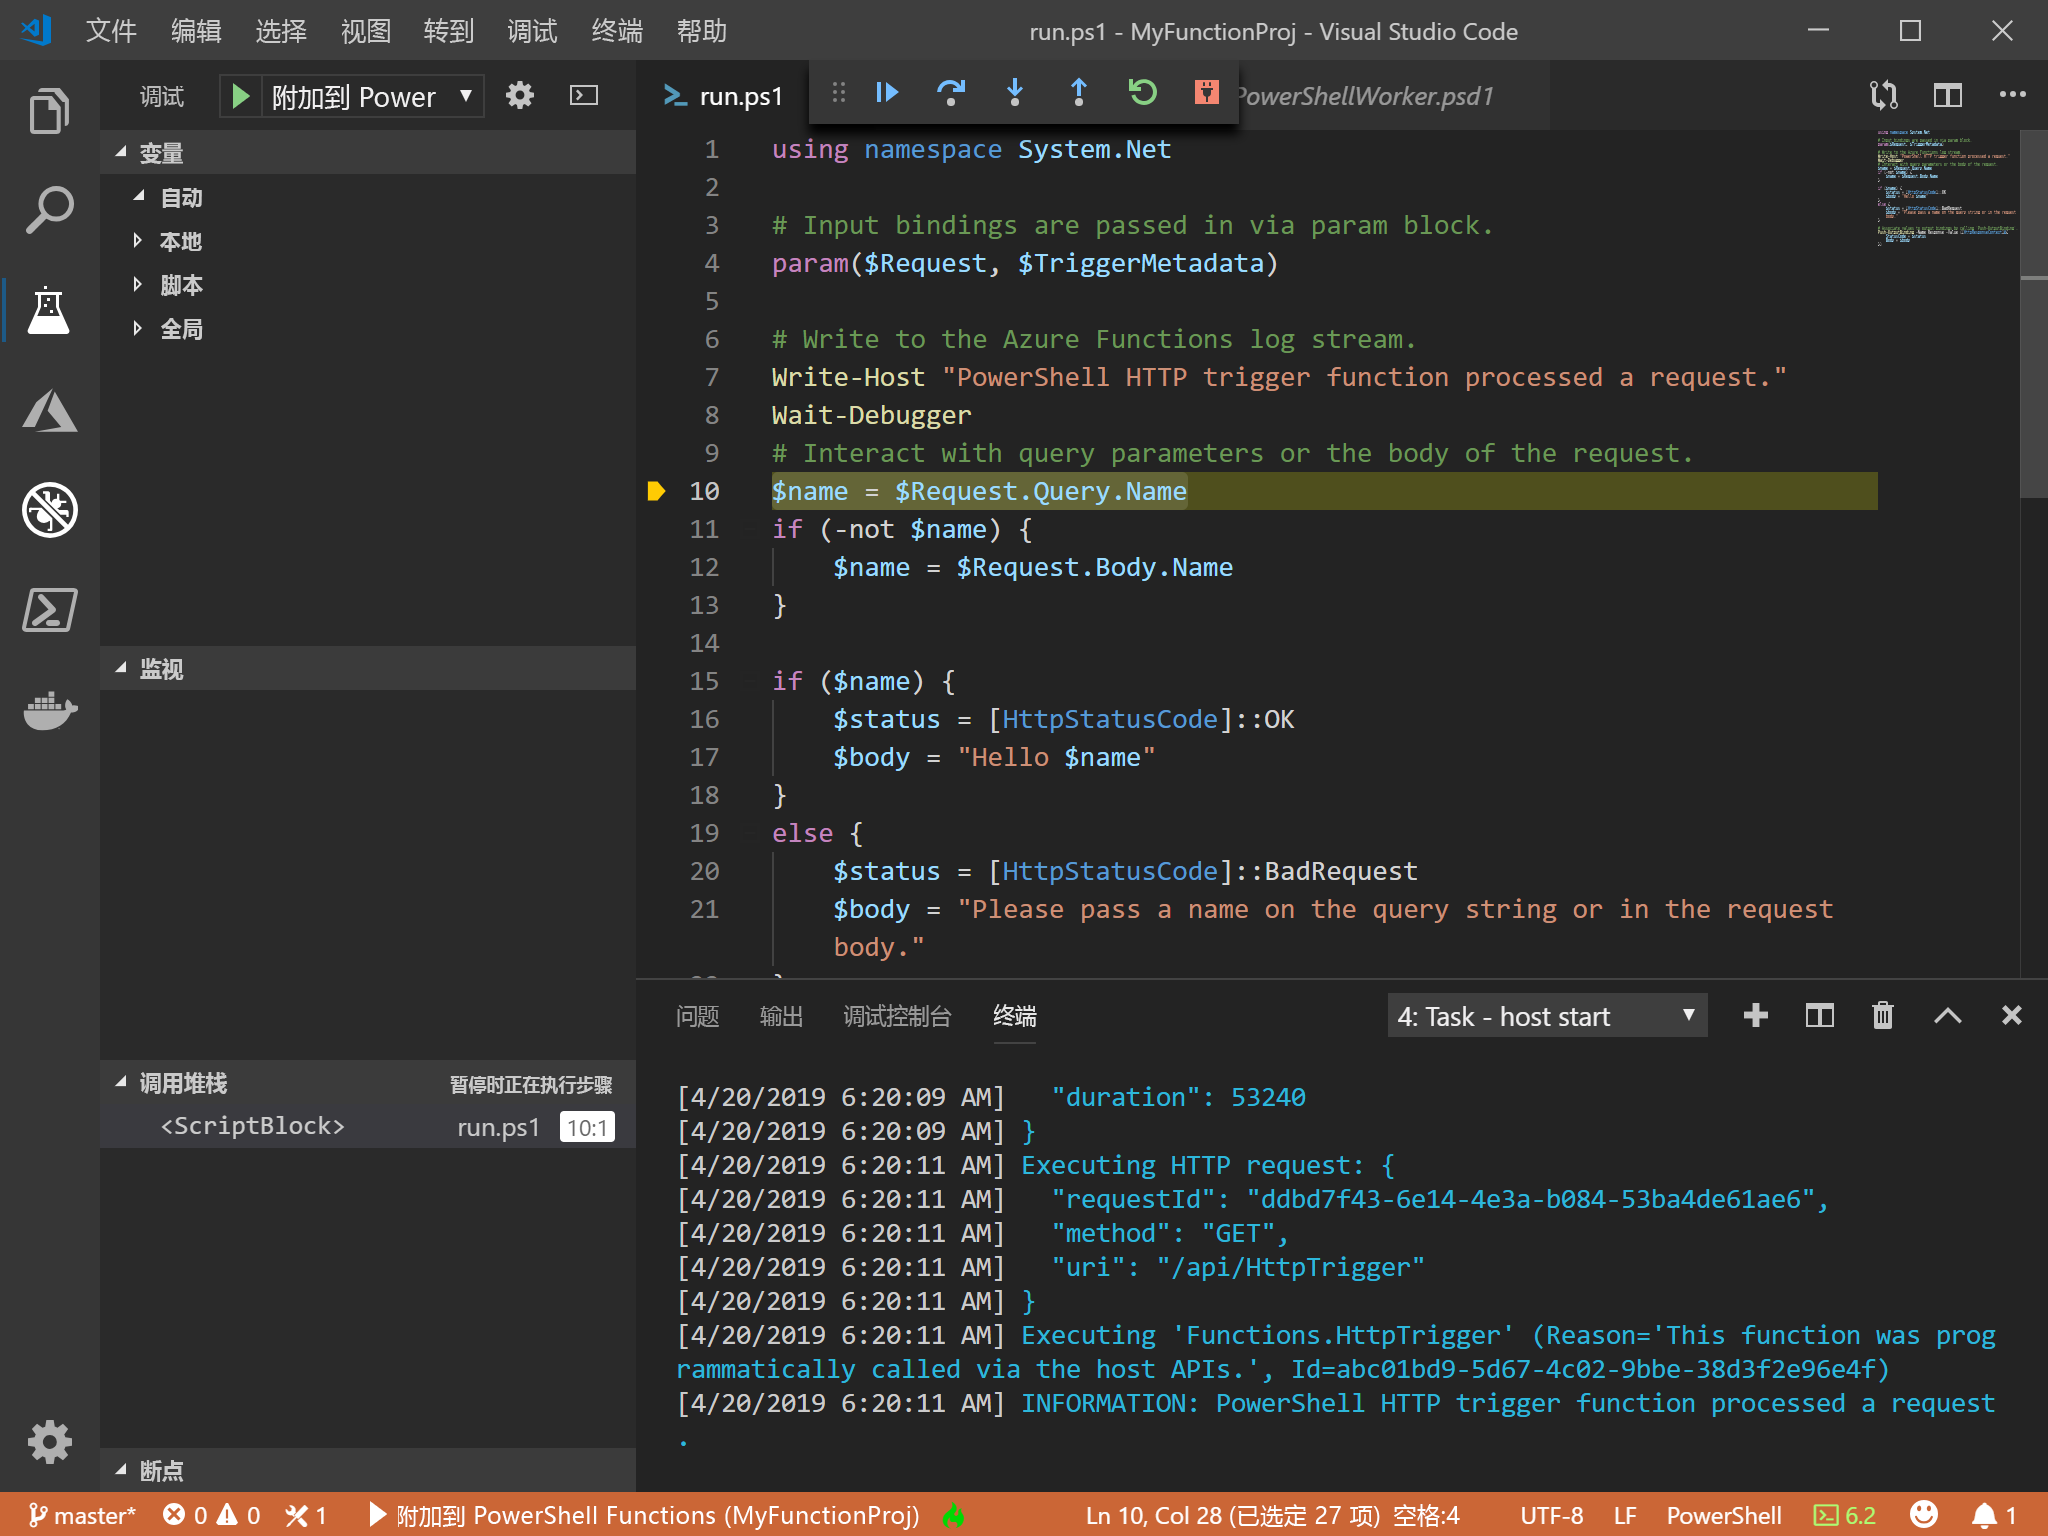 文件 编辑 选择 视图 转到 调试 终端 帮助
run.ps1 - MyFunctionProj - Visual Studio Code
调试 附加到 Power
变量
自动
本地
脚本
全局
监视
调用堆栈 暂停时正在执行步骤
<ScriptBlock> run.ps1 10:1
断点
run.ps1 PowerShellWorker.psd1
1 using namespace System.Net
2
3 # Input bindings are passed in via param block.
4 param($Request, $TriggerMetadata)
5
6 # Write to the Azure Functions log stream.
7 Write-Host "PowerShell HTTP trigger function processed a request."
8 Wait-Debugger
9 # Interact with query parameters or the body of the request.
10 $name = $Request.Query.Name
11 if (-not $name) {
12 $name = $Request.Body.Name
13 }
14
15 if ($name) {
16 $status = [HttpStatusCode]::OK
17 $body = "Hello $name"
18 }
19 else {
20 $status = [HttpStatusCode]::BadRequest
21 $body = "Please pass a name on the query string or in the request
body."
问题 输出 调试控制台 终端 4: Task - host start
[4/20/2019 6:20:09 AM] "duration": 53240
[4/20/2019 6:20:09 AM] }
[4/20/2019 6:20:11 AM] Executing HTTP request: {
[4/20/2019 6:20:11 AM] "requestId": "ddbd7f43-6e14-4e3a-b084-53ba4de61ae6",
[4/20/2019 6:20:11 AM] "method": "GET",
[4/20/2019 6:20:11 AM] "uri": "/api/HttpTrigger"
[4/20/2019 6:20:11 AM] }
[4/20/2019 6:20:11 AM] Executing 'Functions.HttpTrigger' (Reason='This function was prog
rammatically called via the host APIs.', Id=abc01bd9-5d67-4c02-9bbe-38d3f2e96e4f)
[4/20/2019 6:20:11 AM] INFORMATION: PowerShell HTTP trigger function processed a request
.
master* 0 0 1 附加到 PowerShell Functions (MyFunctionProj) Ln 10, Col 28 (已选定 27 项) 空格:4 UTF-8 LF PowerShell 6.2 1